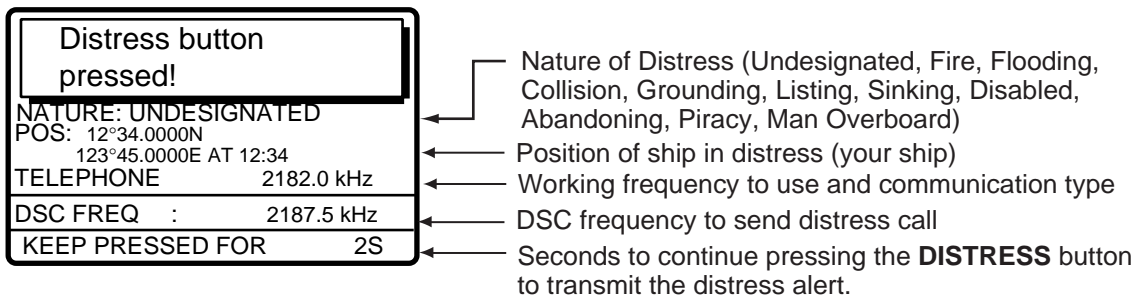 Distress button
pressed!
NATURE: UNDESIGNATED
POS: 12°34.0000N
123°45.0000E AT 12:34
TELEPHONE 2182.0 kHz
DSC FREQ : 2187.5 kHz
KEEP PRESSED FOR 2S
Nature of Distress (Undesignated, Fire, Flooding,
Collision, Grounding, Listing, Sinking, Disabled,
Abandoning, Piracy, Man Overboard)
Position of ship in distress (your ship)
Working frequency to use and communication type
DSC frequency to send distress call
Seconds to continue pressing the DISTRESS button
to transmit the distress alert.